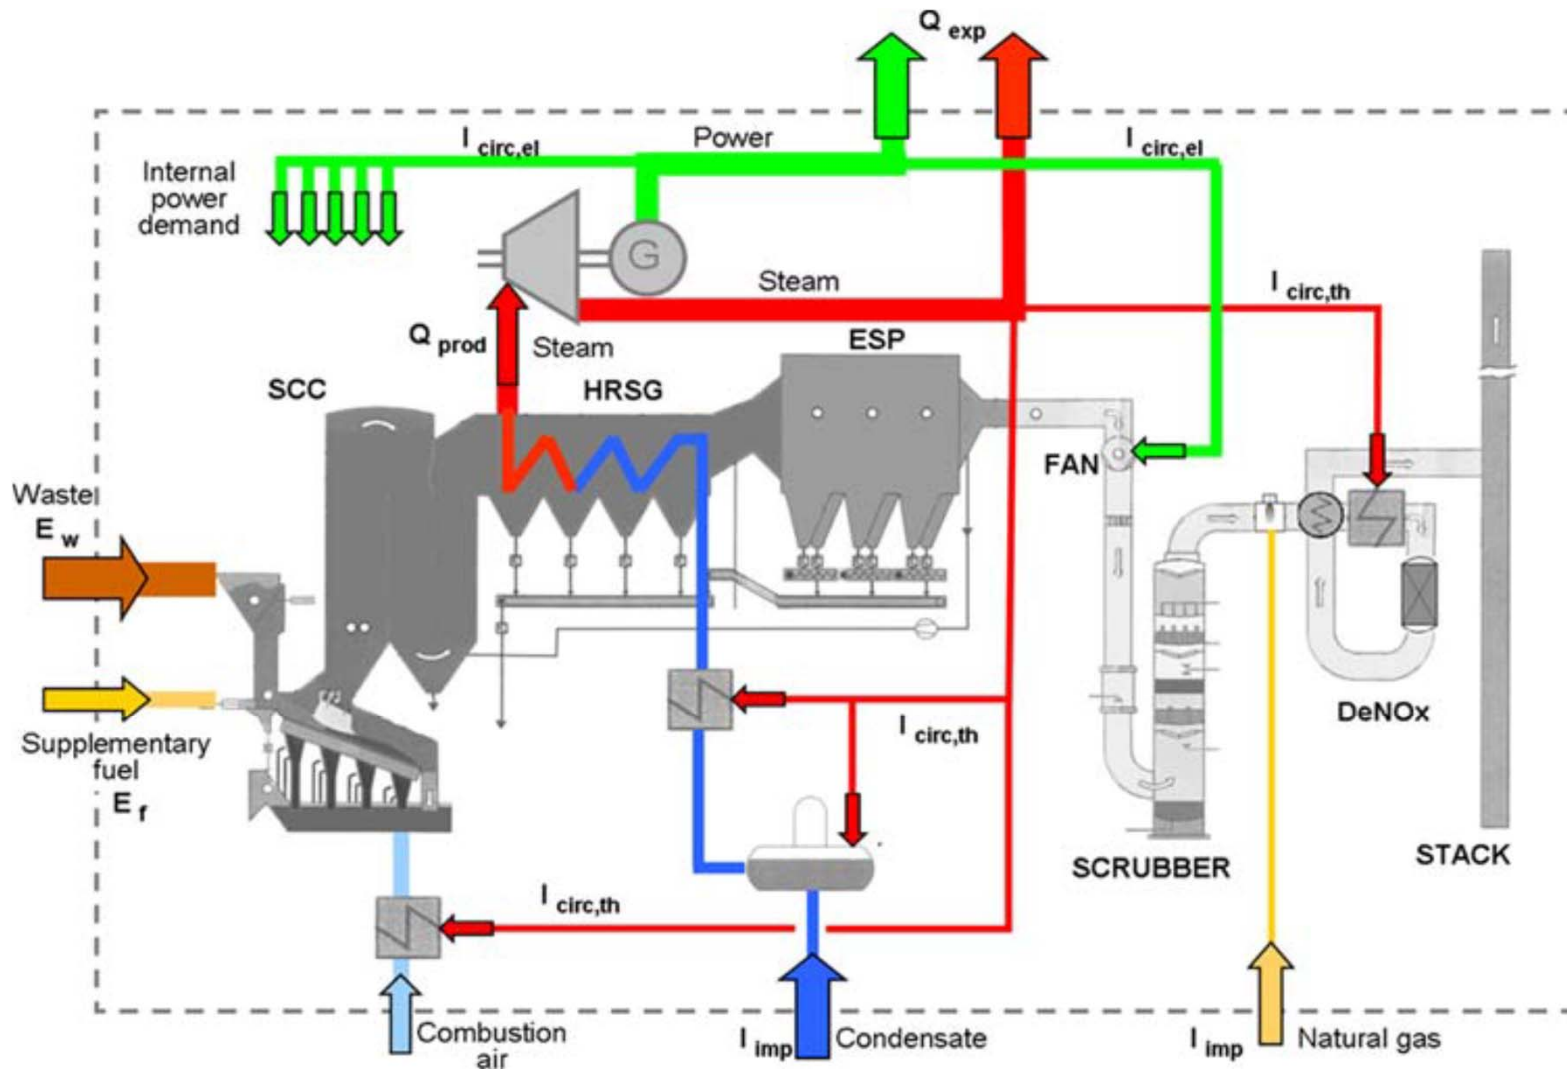 Q exp
I circ,el
Power
I circ,el
Internal
power
demand
G
Steam
I circ,th
Q prod
Steam
ESP
SCC
HRSG
FAN
Waste
E w
DeNOx
Supplementary
fuel
E f
I circ,th
SCRUBBER
STACK
I circ,th
Combustion
air
I imp
Condensate
I imp
Natural gas